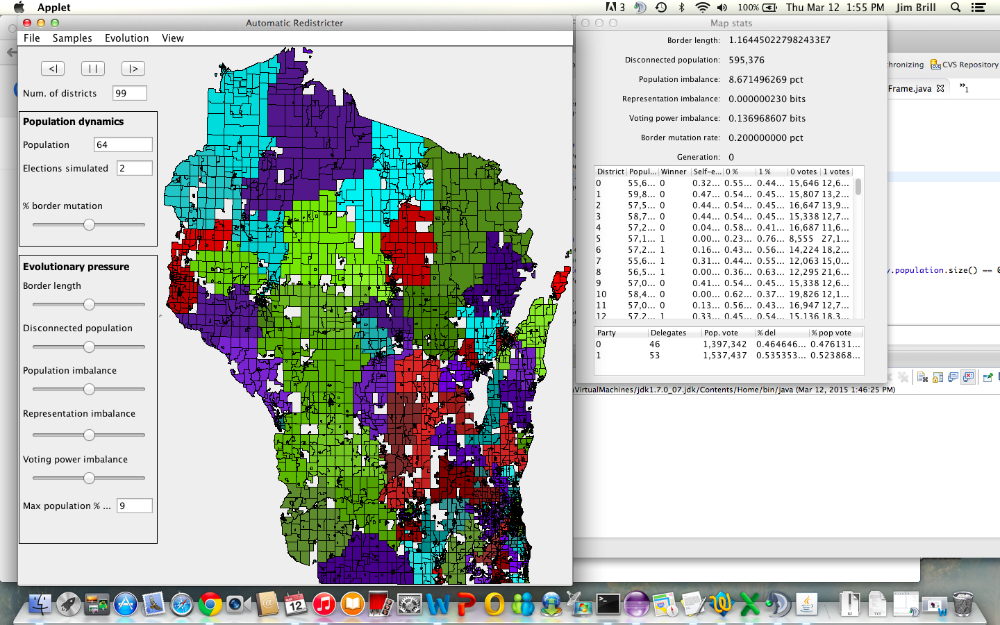 Applet
3
100%
Thu Mar 12 1:55 PM
Jim Brill
Automatic Redistricter
File Samples Evolution View
<| | | |>
Num. of districts 99
Population dynamics
Population 64
Elections simulated 2
% border mutation
Evolutionary pressure
Border length
Disconnected population
Population imbalance
Representation imbalance
Voting power imbalance
Max population % ... 9
Map stats
Border length: 1.164450227982433E7
Disconnected population: 595,376
Population imbalance: 8.671496269 pct
Representation imbalance: 0.000000230 bits
Voting power imbalance: 0.136968607 bits
Border mutation rate: 0.200000000 pct
Generation: 0
District Popul... Winner Self-e... 0 % 1 % 0 votes 1 votes
0 55,6... 0 0.32... 0.55... 0.44... 15,646 12,6...
1 59,8... 0 0.47... 0.54... 0.45... 15,807 13,2...
2 57,5... 0 0.44... 0.54... 0.45... 16,647 13,9...
3 58,7... 0 0.44... 0.54... 0.45... 15,338 12,7...
4 57,2... 0 0.04... 0.58... 0.41... 16,687 11,6...
5 57,1... 1 0.00... 0.23... 0.76... 8,555 27,1...
6 57,2... 1 0.16... 0.43... 0.56... 14,224 18,2...
7 55,6... 1 0.31... 0.44... 0.55... 12,063 15,0...
8 56,5... 1 0.00... 0.36... 0.63... 12,295 21,6...
9 57,0... 0 0.41... 0.54... 0.45... 15,338 12,6...
10 58,4... 0 0.00... 0.62... 0.37... 19,826 12,1...
11 57,0... 0 0.13... 0.56... 0.43... 16,947 12,7...
12 57,2... 1 0.33... 0.45... 0.54... 15,136 18,3...
Party Delegates Pop. vote % del % pop vote
0 46 1,397,342 0.464646... 0.476131...
1 53 1,537,437 0.535353... 0.523868...
hronizing CVS Repository
Frame.java »1
y.population.size() == 0
aVirtualMachines/jdk1.7.0_07.jdk/Contents/Home/bin/java (Mar 12, 2015 1:46:25 PM)
MAR
12
BZ
TXT